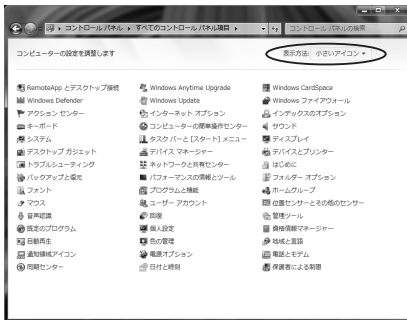 コントロール パネル ▸ すべてのコントロール パネル項目 ▸
コントロール パネルの検索
コンピューターの設定を調整します
表示方法: 小さいアイコン
RemoteApp とデスクトップ接続
Windows Anytime Upgrade
Windows CardSpace
Windows Defender
Windows Update
Windows ファイアウォール
アクション センター
インターネット オプション
インデックスのオプション
キーボード
コンピューターの簡単操作センター
サウンド
システム
タスク バーと [スタート] メニュー
ディスプレイ
デスクトップ ガジェット
デバイス マネージャー
デバイスとプリンター
トラブルシューティング
ネットワークと共有センター
はじめに
バックアップと復元
パフォーマンスの情報とツール
フォルダー オプション
フォント
プログラムと機能
ホームグループ
マウス
ユーザー アカウント
位置センサーとその他のセンサー
音声認識
回復
管理ツール
既定のプログラム
個人設定
資格情報マネージャー
自動再生
色の管理
地域と言語
通知領域アイコン
電源オプション
電話とモデム
同期センター
日付と時刻
保護者による制限